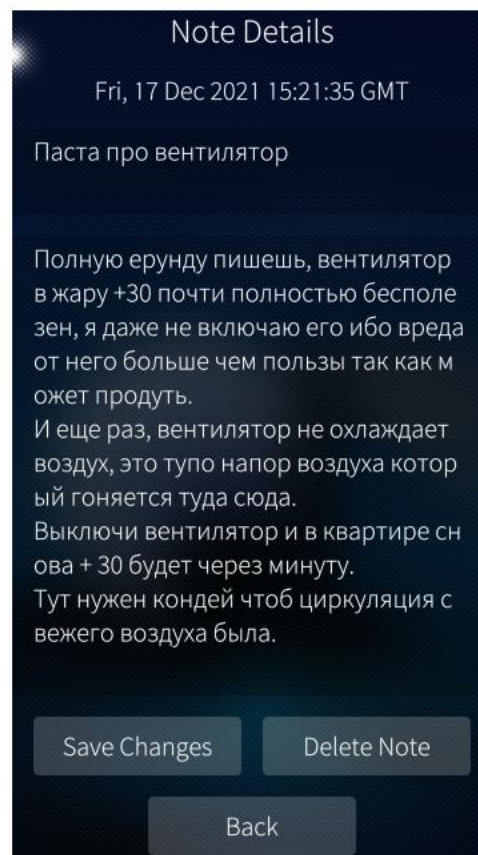 Note Details
Fri, 17 Dec 2021 15:21:35 GMT
Паста про вентилятор
Полную ерунду пишешь, вентилятор
в жару +30 почти полностью бесполе
зен, я даже не включаю его ибо вреда
от него больше чем пользы так как м
ожет продуть.
И еще раз, вентилятор не охлаждает
воздух, это тупо напор воздуха котор
ый гоняется туда сюда.
Выключи вентилятор и в квартире сн
ова + 30 будет через минуту.
Тут нужен кондей чтоб циркуляция с
вежего воздуха была.
Save Changes
Delete Note
Back